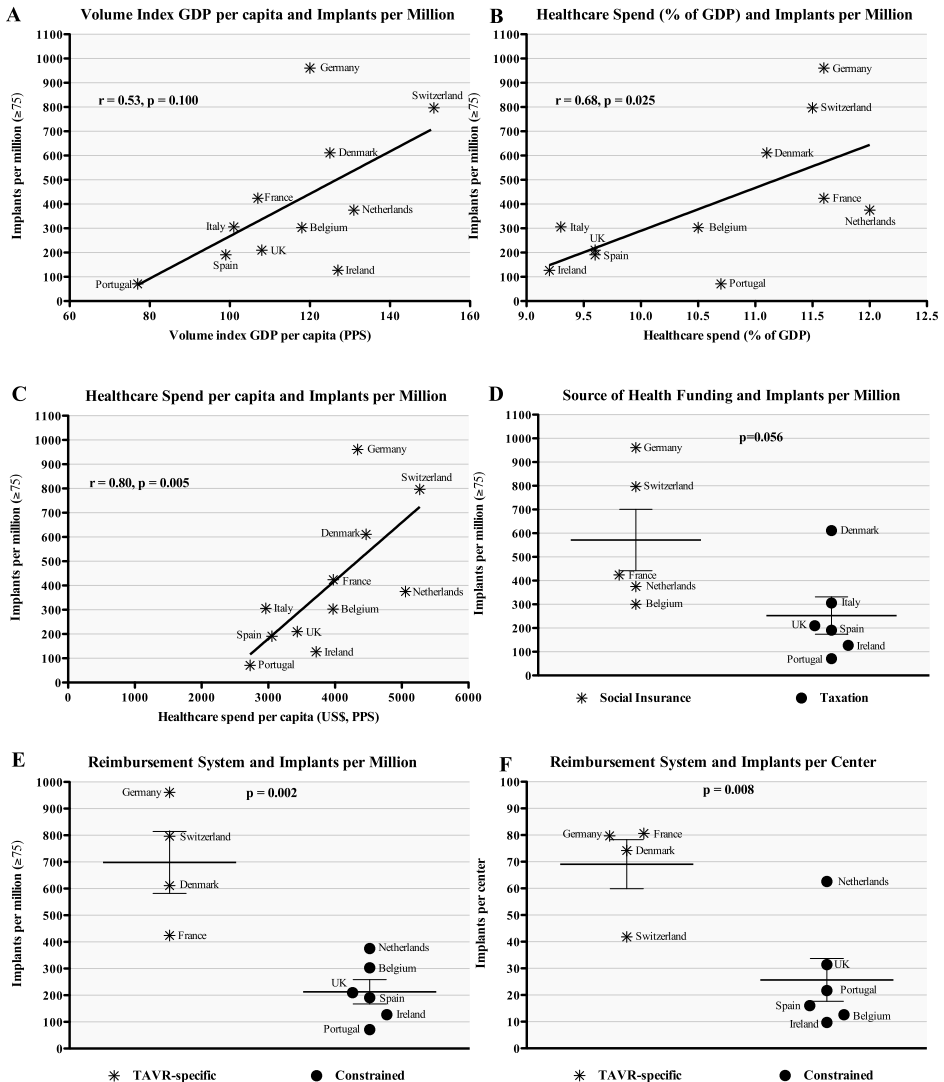 A
Volume Index GDP per capita and Implants per Million
Implants per million (≥75)
1100
1000
900
800
700
600
500
400
300
200
100
0
r = 0.53, p = 0.100
Germany
Switzerland
Denmark
France
Netherlands
Italy
Belgium
UK
Spain
Ireland
Portugal
60 80 100 120 140 160
Volume index GDP per capita (PPS)
B
Healthcare Spend (% of GDP) and Implants per Million
Implants per million (≥75)
1100
1000
900
800
700
600
500
400
300
200
100
0
r = 0.68, p = 0.025
Germany
Switzerland
Denmark
France
Netherlands
Italy
Belgium
UK
Spain
Ireland
Portugal
9.0 9.5 10.0 10.5 11.0 11.5 12.0 12.5
Healthcare spend (% of GDP)
C
Healthcare Spend per capita and Implants per Million
Implants per million (≥75)
1100
1000
900
800
700
600
500
400
300
200
100
0
r = 0.80, p = 0.005
Germany
Switzerland
Denmark
France
Netherlands
Italy
Belgium
UK
Spain
Ireland
Portugal
0 1000 2000 3000 4000 5000 6000
Healthcare spend per capita (US$, PPS)
D
Source of Health Funding and Implants per Million
Implants per million (≥75)
1100
1000
900
800
700
600
500
400
300
200
100
0
p=0.056
Germany
Switzerland
Denmark
France
Netherlands
Belgium
Italy
UK
Spain
Ireland
Portugal
Social Insurance
Taxation
E
Reimbursement System and Implants per Million
Implants per million (≥75)
1000
900
800
700
600
500
400
300
200
100
0
p = 0.002
Germany
Switzerland
Denmark
France
Netherlands
Belgium
UK
Spain
Ireland
Portugal
TAVR-specific
Constrained
F
Reimbursement System and Implants per Center
Implants per center
100
90
80
70
60
50
40
30
20
10
0
p = 0.008
Germany
France
Denmark
Netherlands
Switzerland
UK
Portugal
Spain
Belgium
Ireland
TAVR-specific
Constrained